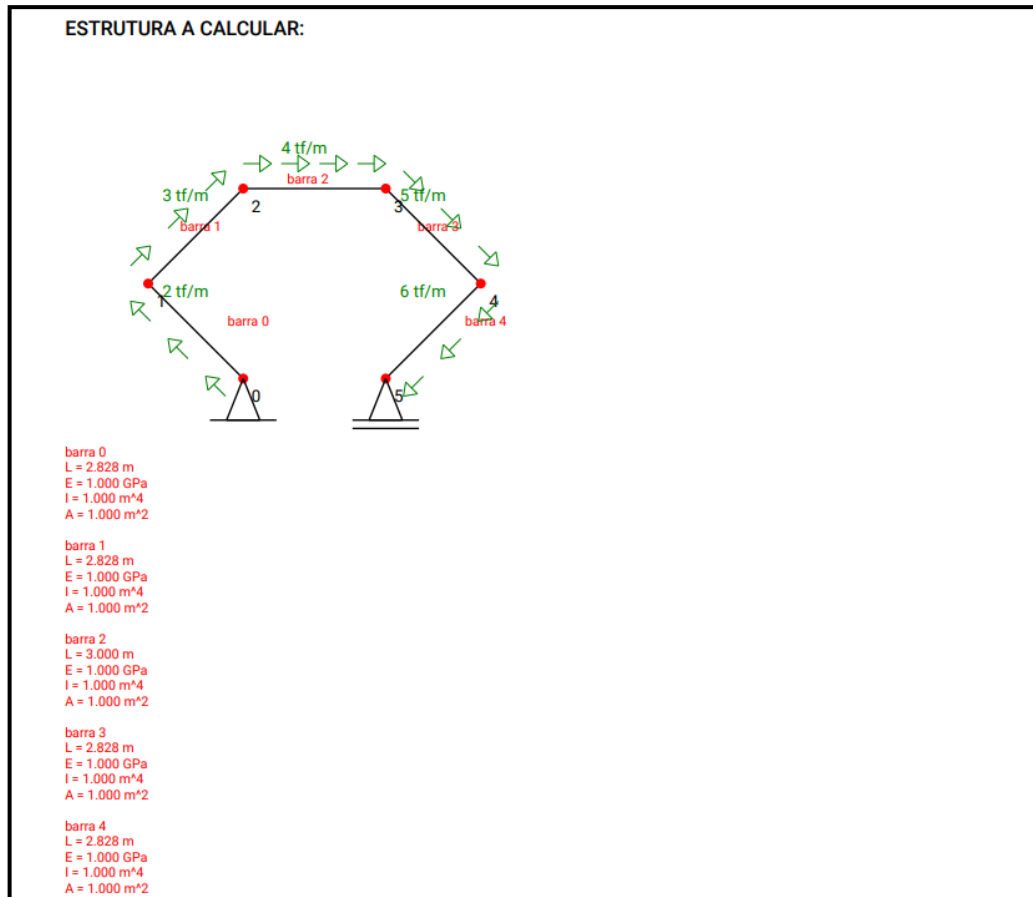 ESTRUTURA A CALCULAR:
4 tf/m
barra 2
3 tf/m
5 tf/m
2
3
barra 1
barra 3
2 tf/m
6 tf/m
1
4
barra 0
barra 4
0
5
barra 0
L = 2.828 m
E = 1.000 GPa
I = 1.000 m^4
A = 1.000 m^2
barra 1
L = 2.828 m
E = 1.000 GPa
I = 1.000 m^4
A = 1.000 m^2
barra 2
L = 3.000 m
E = 1.000 GPa
I = 1.000 m^4
A = 1.000 m^2
barra 3
L = 2.828 m
E = 1.000 GPa
I = 1.000 m^4
A = 1.000 m^2
barra 4
L = 2.828 m
E = 1.000 GPa
I = 1.000 m^4
A = 1.000 m^2